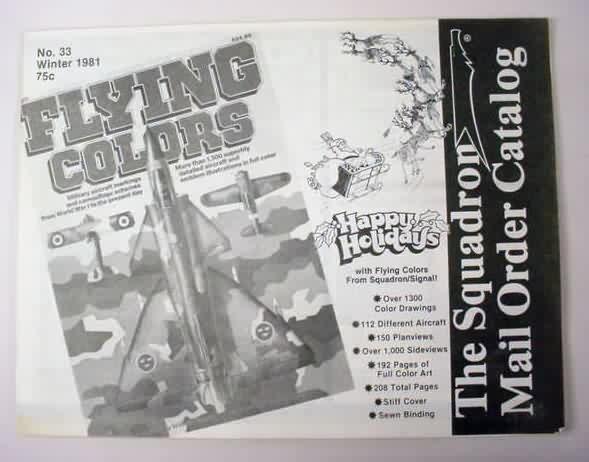 No. 33
Winter 1981
75c
FLYING
COLORS
More than 1,300 superbly
detailed aircraft and
emblem illustrations in full color
Military aircraft markings
and camouflage schemes
from World War I to the present day
Happy
Holidays
with Flying Colors
From Squadron/Signal!
Over 1300
Color Drawings
112 Different Aircraft
150 Planviews
Over 1,000 Sideviews
192 Pages of
Full Color Art
208 Total Pages
Stiff Cover
Sewn Binding
The Squadron
Mail Order Catalog
®